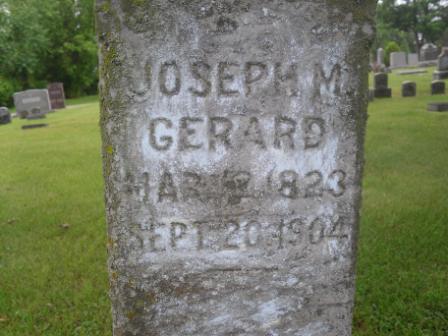 JOSEPH M.
GERARD
MAR. 1823
SEPT. 20, 1904